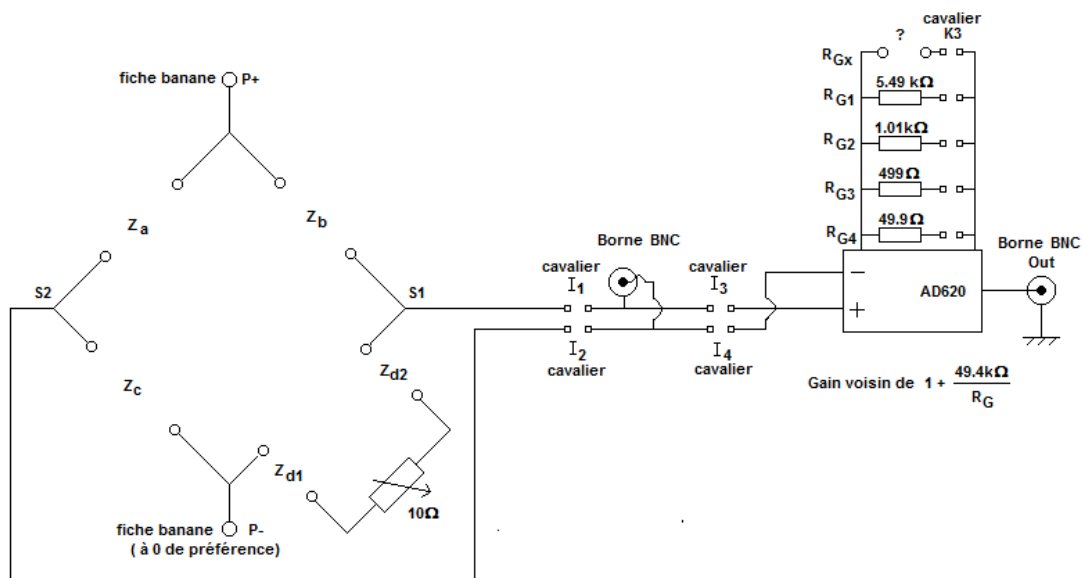 cavalier
K3
?
RGx
fiche banane P+
5.49 kΩ
RG1
1.01kΩ
RG2
499Ω
RG3
49.9Ω
RG4
Za
Zb
Borne BNC
Borne BNC
Out
cavalier
I1
cavalier
I3
S2
S1
−
AD620
+
I2
cavalier
I4
cavalier
Zc
Zd2
Gain voisin de 1 + 49.4kΩ
RG
Zd1
10Ω
fiche banane P-
( à 0 de préférence)